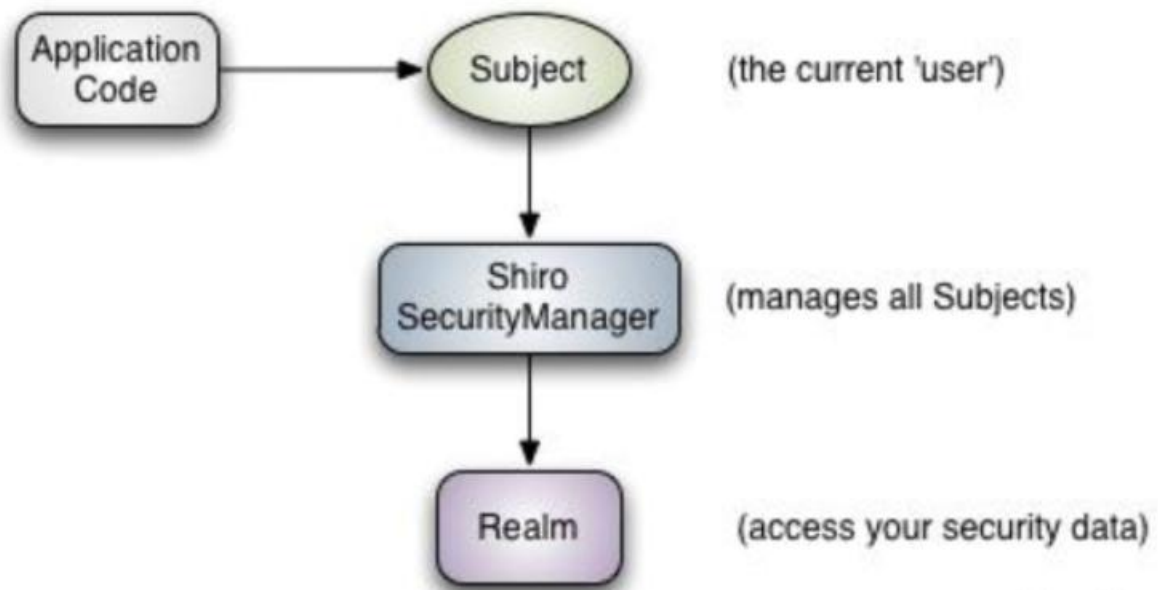 Application
Code
Subject
(the current 'user')
Shiro
SecurityManager
(manages all Subjects)
Realm
(access your security data)